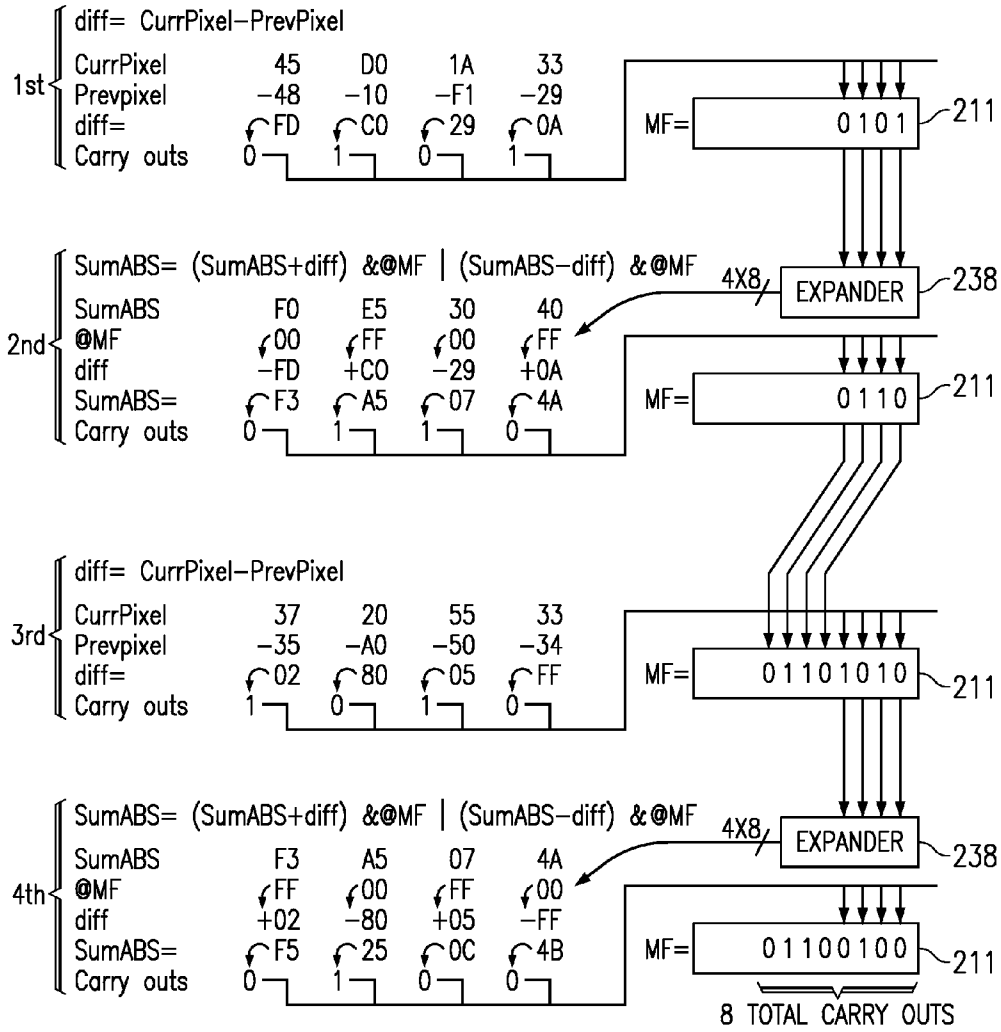 diff= CurrPixel-PrevPixel
1st
CurrPixel 45 D0 1A 33
Prevpixel -48 -10 -F1 -29
diff= FD C0 29 0A
Carry outs 0 1 0 1
MF= 0101 211
SumABS= (SumABS+diff) &@MF | (SumABS-diff) &@MF
4X8 EXPANDER 238
2nd
SumABS F0 E5 30 40
@MF 00 FF 00 FF
diff -FD +C0 -29 +0A
SumABS= F3 A5 07 4A
Carry outs 0 1 1 0
MF= 0110 211
diff= CurrPixel-PrevPixel
3rd
CurrPixel 37 20 55 33
Prevpixel -35 -A0 -50 -34
diff= 02 80 05 FF
Carry outs 1 0 1 0
MF= 01101010 211
SumABS= (SumABS+diff) &@MF | (SumABS-diff) &@MF
4X8 EXPANDER 238
4th
SumABS F3 A5 07 4A
@MF FF 00 FF 00
diff +02 -80 +05 -FF
SumABS= F5 25 0C 4B
Carry outs 0 1 0 0
MF= 01100100 211
8 TOTAL CARRY OUTS